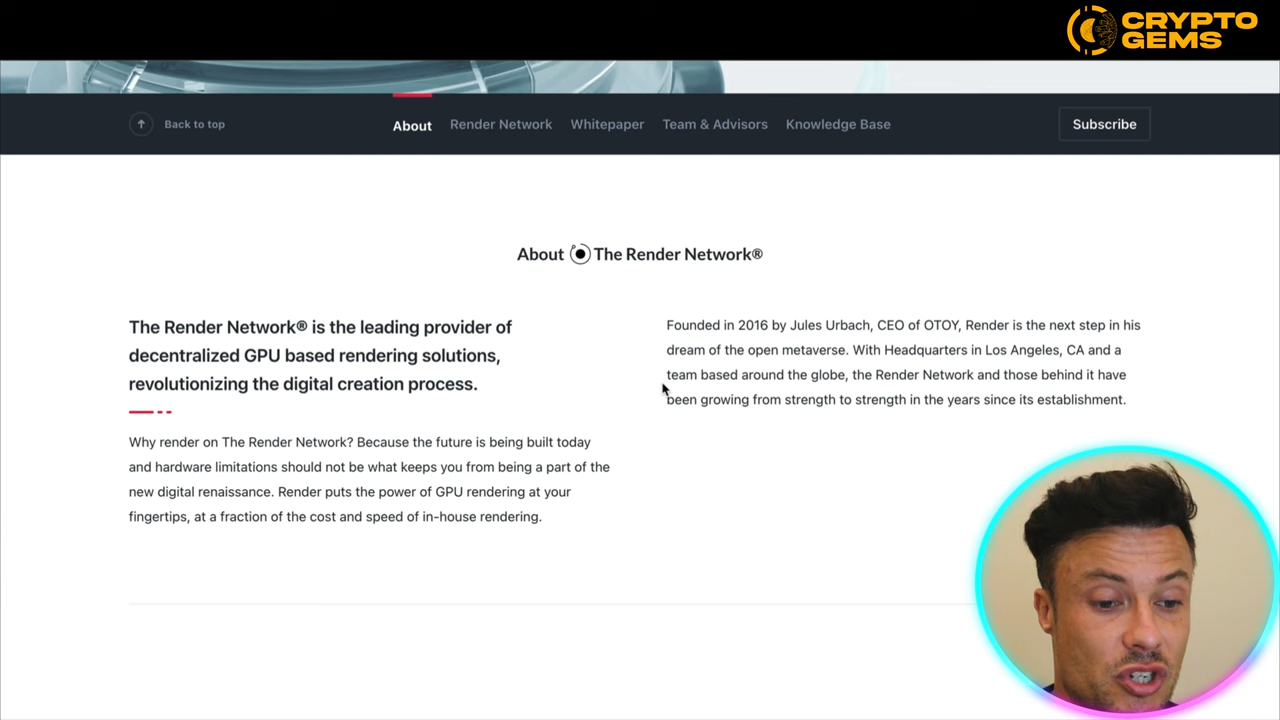 CRYPTO
GEMS
Back to top
About
Render Network
Whitepaper
Team & Advisors
Knowledge Base
Subscribe
About The Render Network®
The Render Network® is the leading provider of
decentralized GPU based rendering solutions,
revolutionizing the digital creation process.
Why render on The Render Network? Because the future is being built today
and hardware limitations should not be what keeps you from being a part of the
new digital renaissance. Render puts the power of GPU rendering at your
fingertips, at a fraction of the cost and speed of in-house rendering.
Founded in 2016 by Jules Urbach, CEO of OTOY, Render is the next step in his
dream of the open metaverse. With Headquarters in Los Angeles, CA and a
team based around the globe, the Render Network and those behind it have
been growing from strength to strength in the years since its establishment.